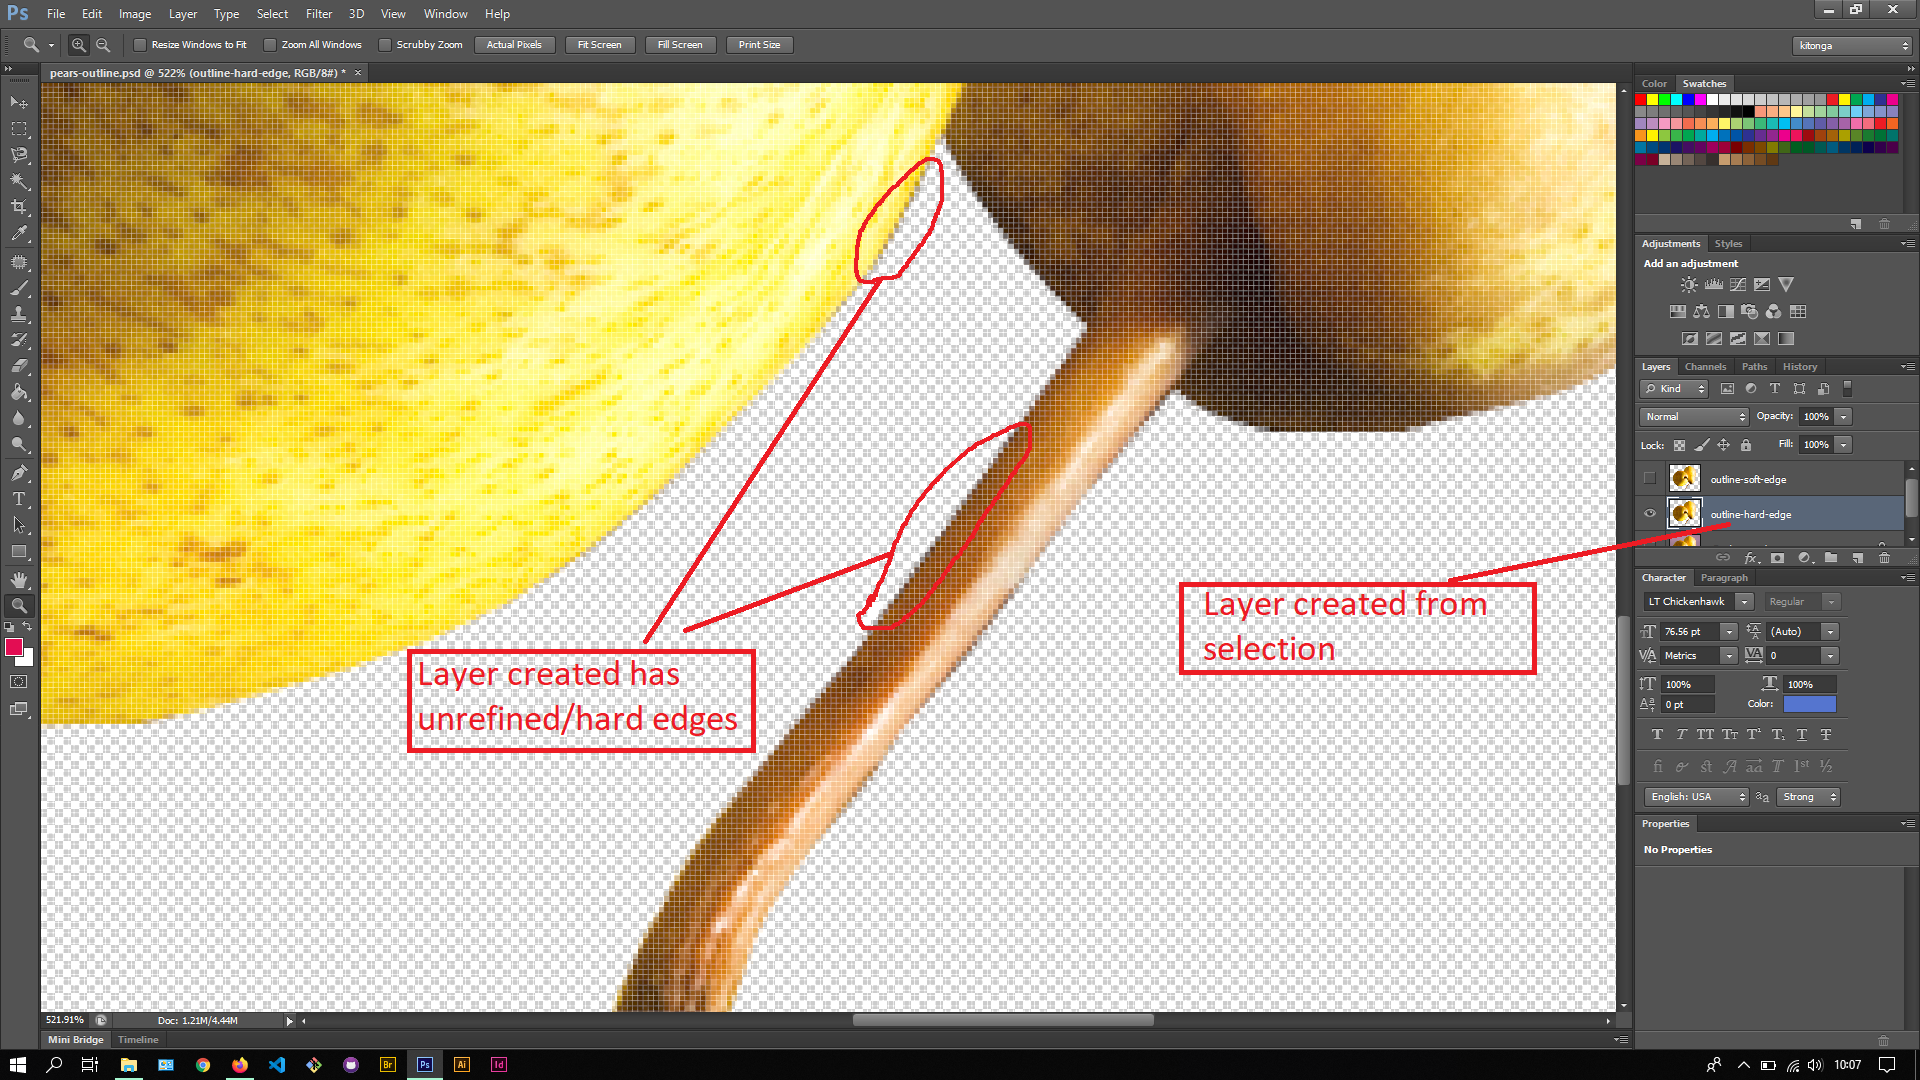 Ps File Edit Image Layer Type Select Filter 3D View Window Help
Resize Windows to Fit Zoom All Windows Scrubby Zoom Actual Pixels Fit Screen Fill Screen Print Size kitonga
pears-outline.psd @ 522% (outline-hard-edge, RGB/8#) * ×
Color Swatches
Adjustments Styles
Add an adjustment
Layers Channels Paths History
Kind
Normal Opacity: 100%
Lock: Fill: 100%
outline-soft-edge
outline-hard-edge
Character Paragraph
LT Chickenhawk Regular
76.56 pt (Auto)
Metrics 0
100% 100%
0 pt Color:
English: USA aa Strong
Properties
No Properties
Layer created from
selection
Layer created has
unrefined/hard edges
521.91% Doc: 1.21M/4.44M
Mini Bridge Timeline
Br Ps Ai Id 10:07